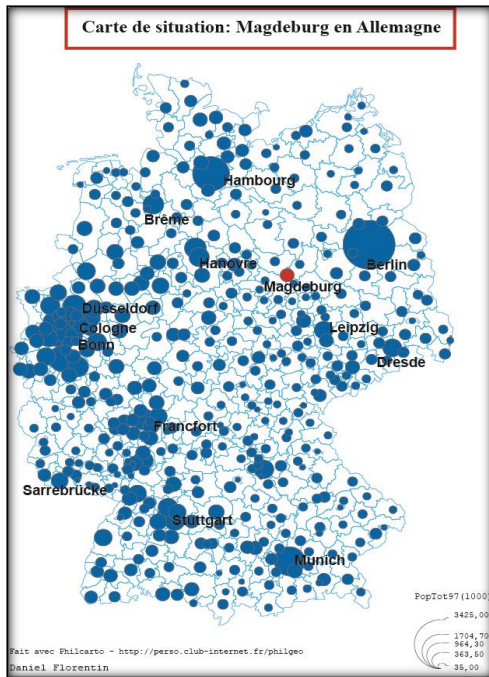 Carte de situation: Magdeburg en Allemagne
Hambourg
Brême
Hanovre
Berlin
Magdeburg
Düsseldorf
Cologne
Bonn
Leipzig
Dresde
Francfort
Sarrebrücke
Stuttgart
Munich
PopTot97(1000)
3425,00
1704,70
964,30
363,50
35,00
Fait avec Philcarto - http://perso.club-internet.fr/philgeo
Daniel Florentin